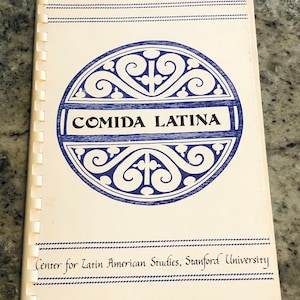 COMIDA LATINA
Center for Latin American Studies, Stanford University